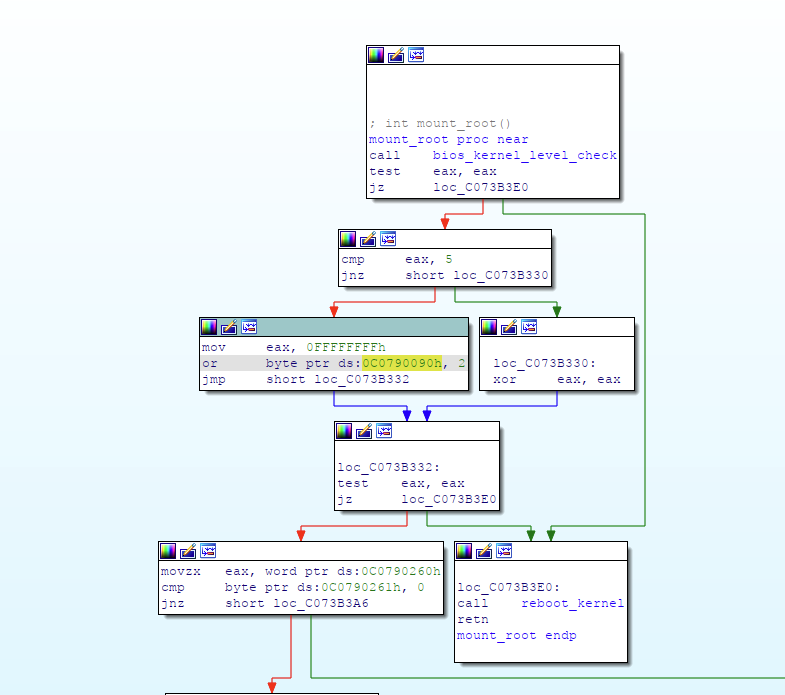 ; int mount_root()
mount_root proc near
call bios_kernel_level_check
test eax, eax
jz loc_C073B3E0
cmp eax, 5
jnz short loc_C073B330
mov eax, 0FFFFFFFFh
or byte ptr ds:0C0790090h, 2
jmp short loc_C073B332
loc_C073B330:
xor eax, eax
loc_C073B332:
test eax, eax
jz loc_C073B3E0
movzx eax, word ptr ds:0C0790260h
cmp byte ptr ds:0C0790261h, 0
jnz short loc_C073B3A6
loc_C073B3E0:
call reboot_kernel
retn
mount_root endp